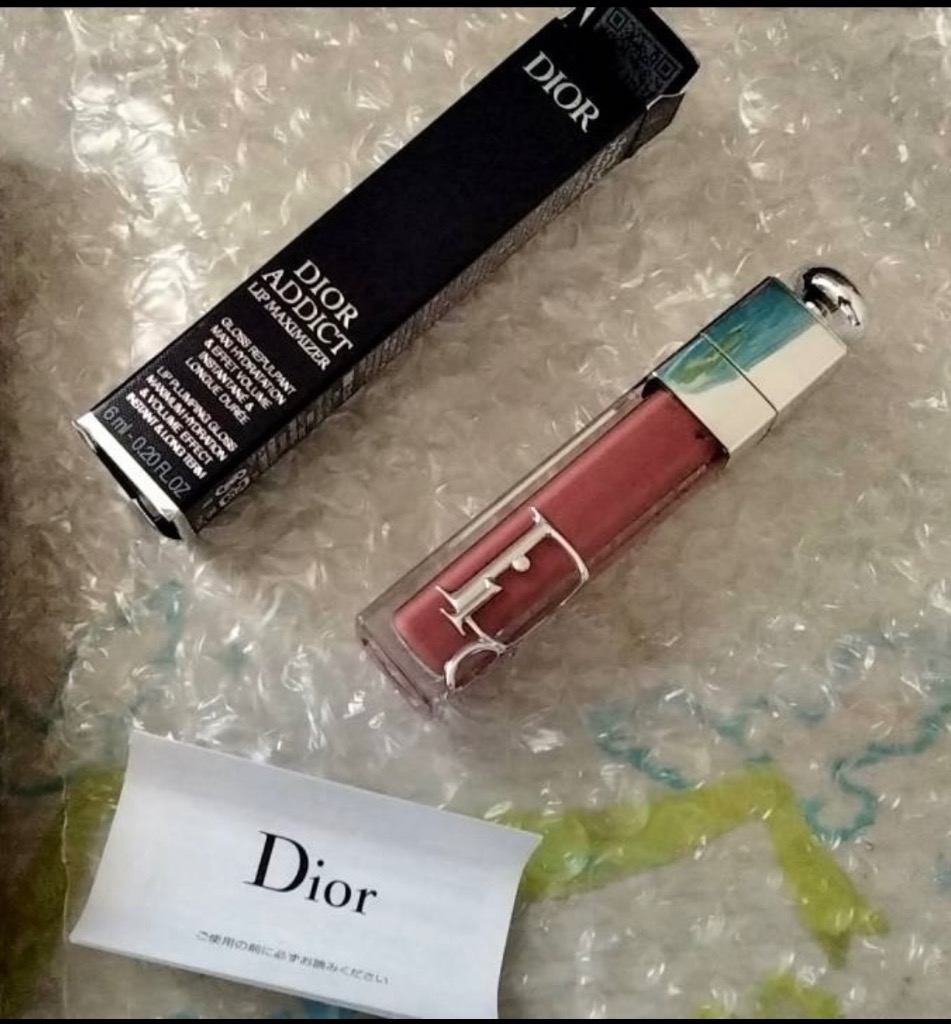 DIOR
DIOR
ADDICT
LIP MAXIMIZER
GLOSS REPULPANT
MAXI HYDRATATION
& EFFET VOLUME
INSTANTANÉ &
LONGUE DURÉE
LIP PLUMPING GLOSS
MAXIMUM HYDRATION
& VOLUME EFFECT
INSTANT & LONG TERM
6 ml - 0.20 FL.OZ
Dior
Dior
ご使用の前に必ずお読みください